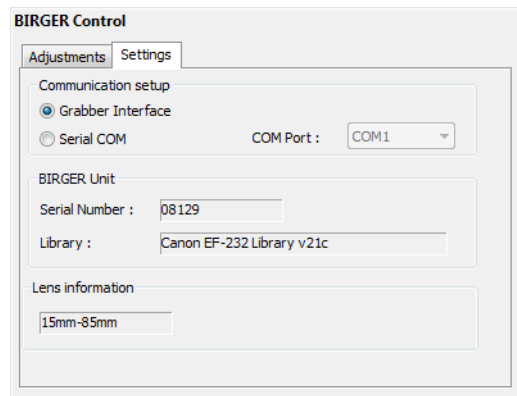 BIRGER Control
Adjustments Settings
Communication setup
Grabber Interface
Serial COM COM Port : COM1
BIRGER Unit
Serial Number : 08129
Library : Canon EF-232 Library v21c
Lens information
15mm-85mm